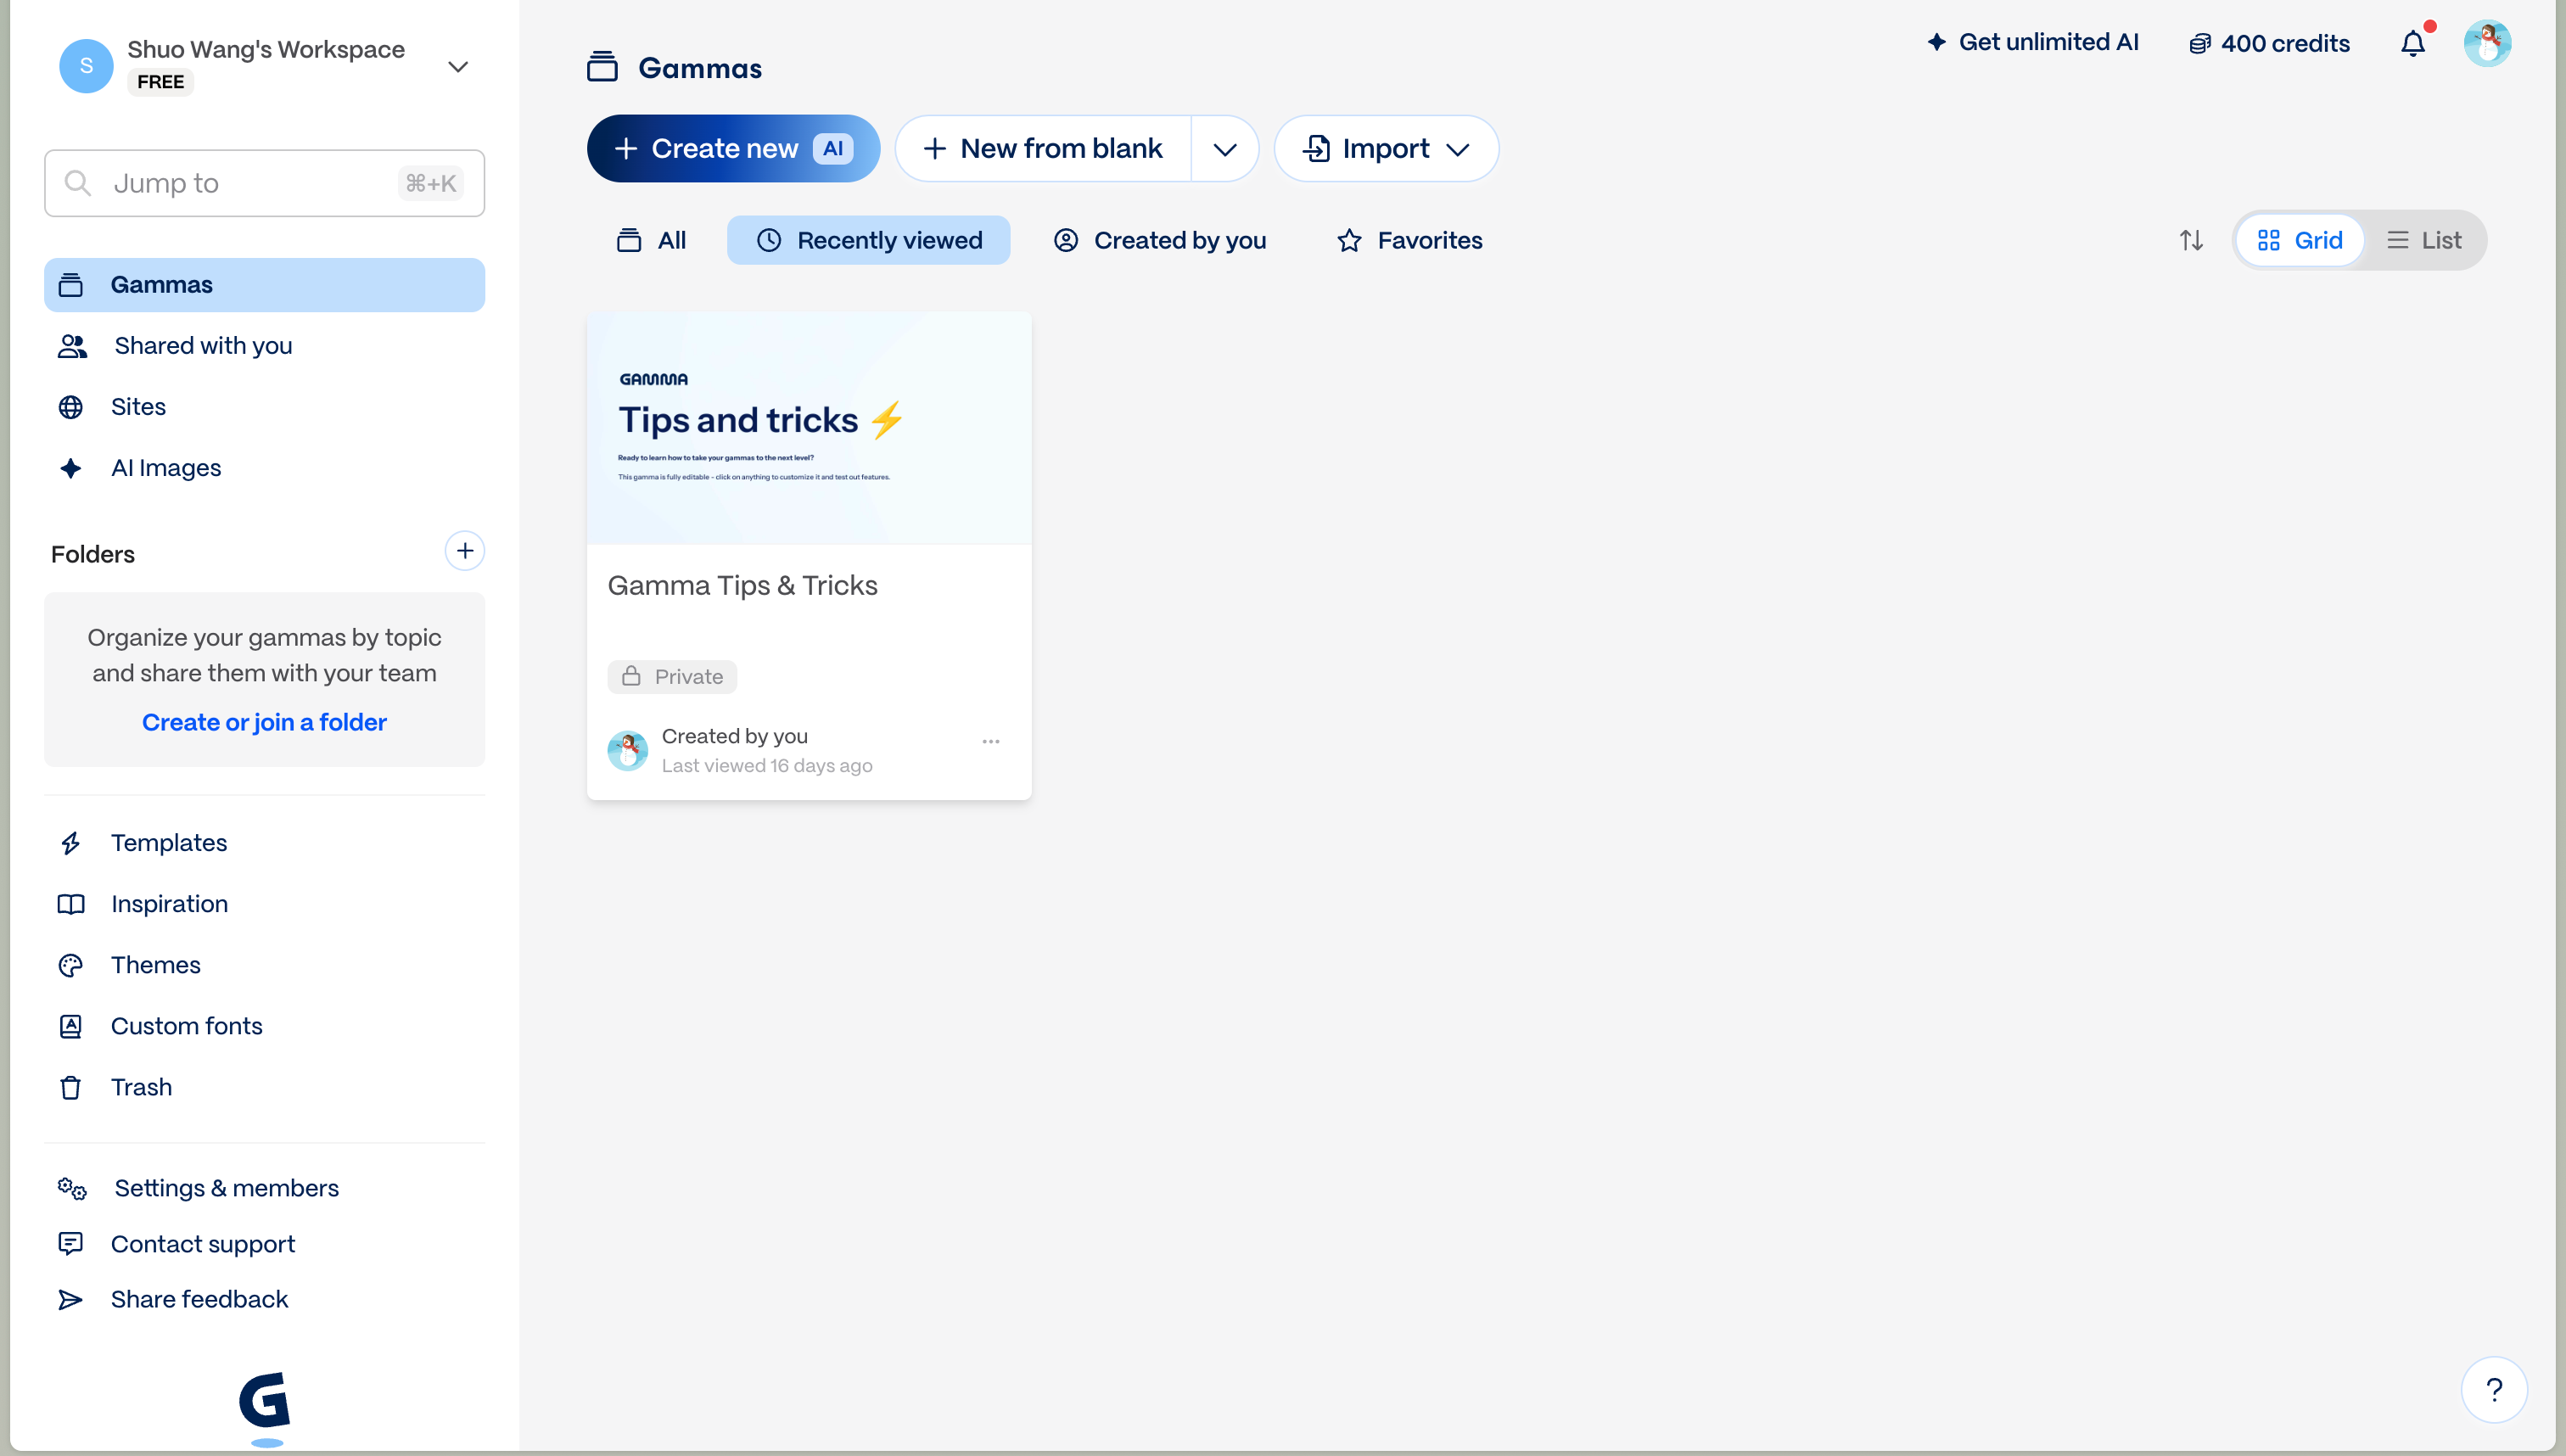 S
Shuo Wang's Workspace
FREE
Jump to
⌘+K
Gammas
Shared with you
Sites
AI Images
Folders
Organize your gammas by topic
and share them with your team
Create or join a folder
Templates
Inspiration
Themes
Custom fonts
Trash
Settings & members
Contact support
Share feedback
G
Gammas
Get unlimited AI
400 credits
Create new AI
New from blank
Import
All
Recently viewed
Created by you
Favorites
Grid
List
GAMMA
Tips and tricks ⚡
Ready to learn how to take your gammas to the next level?
This gamma is fully editable - click on anything to customize it and test out features.
Gamma Tips & Tricks
Private
Created by you
Last viewed 16 days ago
?